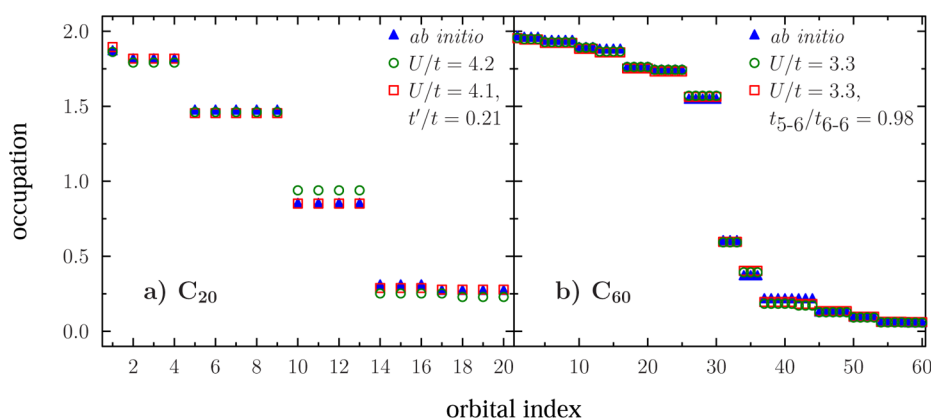 occupation
2.0
1.5
1.0
0.5
0.0
ab initio
U/t = 4.2
U/t = 4.1,
t′/t = 0.21
a) C20
2 4 6 8 10 12 14 16 18 20
ab initio
U/t = 3.3
U/t = 3.3,
t5-6/t6-6 = 0.98
b) C60
10 20 30 40 50 60
orbital index